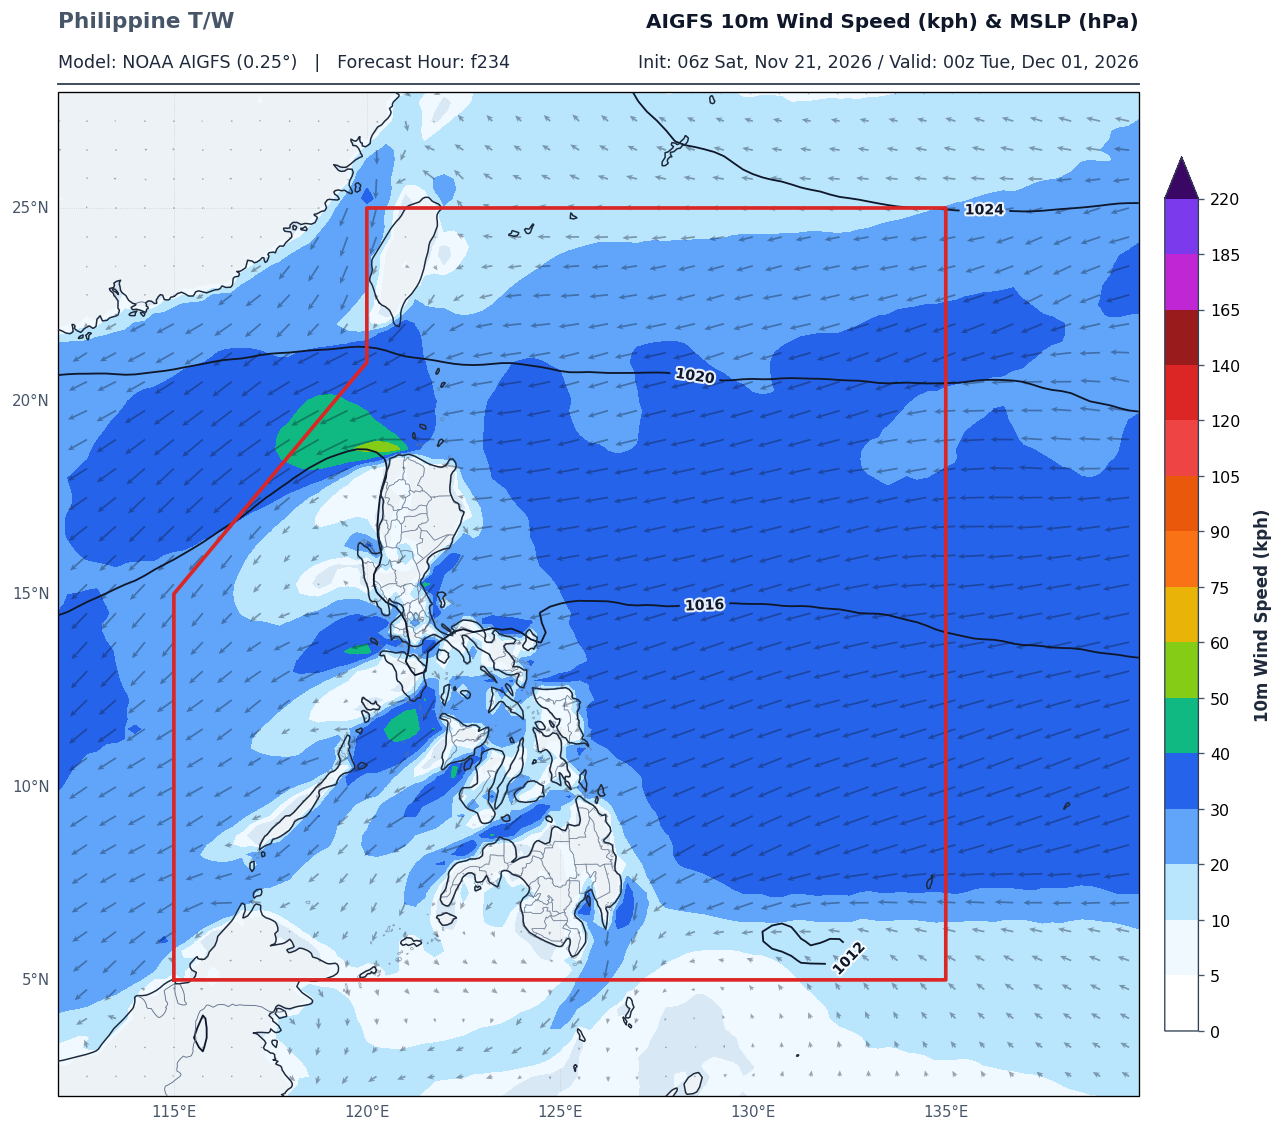 Philippine T/W
AIGFS 10m Wind Speed (kph) & MSLP (hPa)
Model: NOAA AIGFS (0.25°) | Forecast Hour: f234
Init: 06z Sat, Nov 21, 2026 / Valid: 00z Tue, Dec 01, 2026
25°N
20°N
15°N
10°N
5°N
115°E
120°E
125°E
130°E
135°E
1024
1020
1016
1012
220
185
165
140
120
105
90
75
60
50
40
30
20
10
5
0
10m Wind Speed (kph)